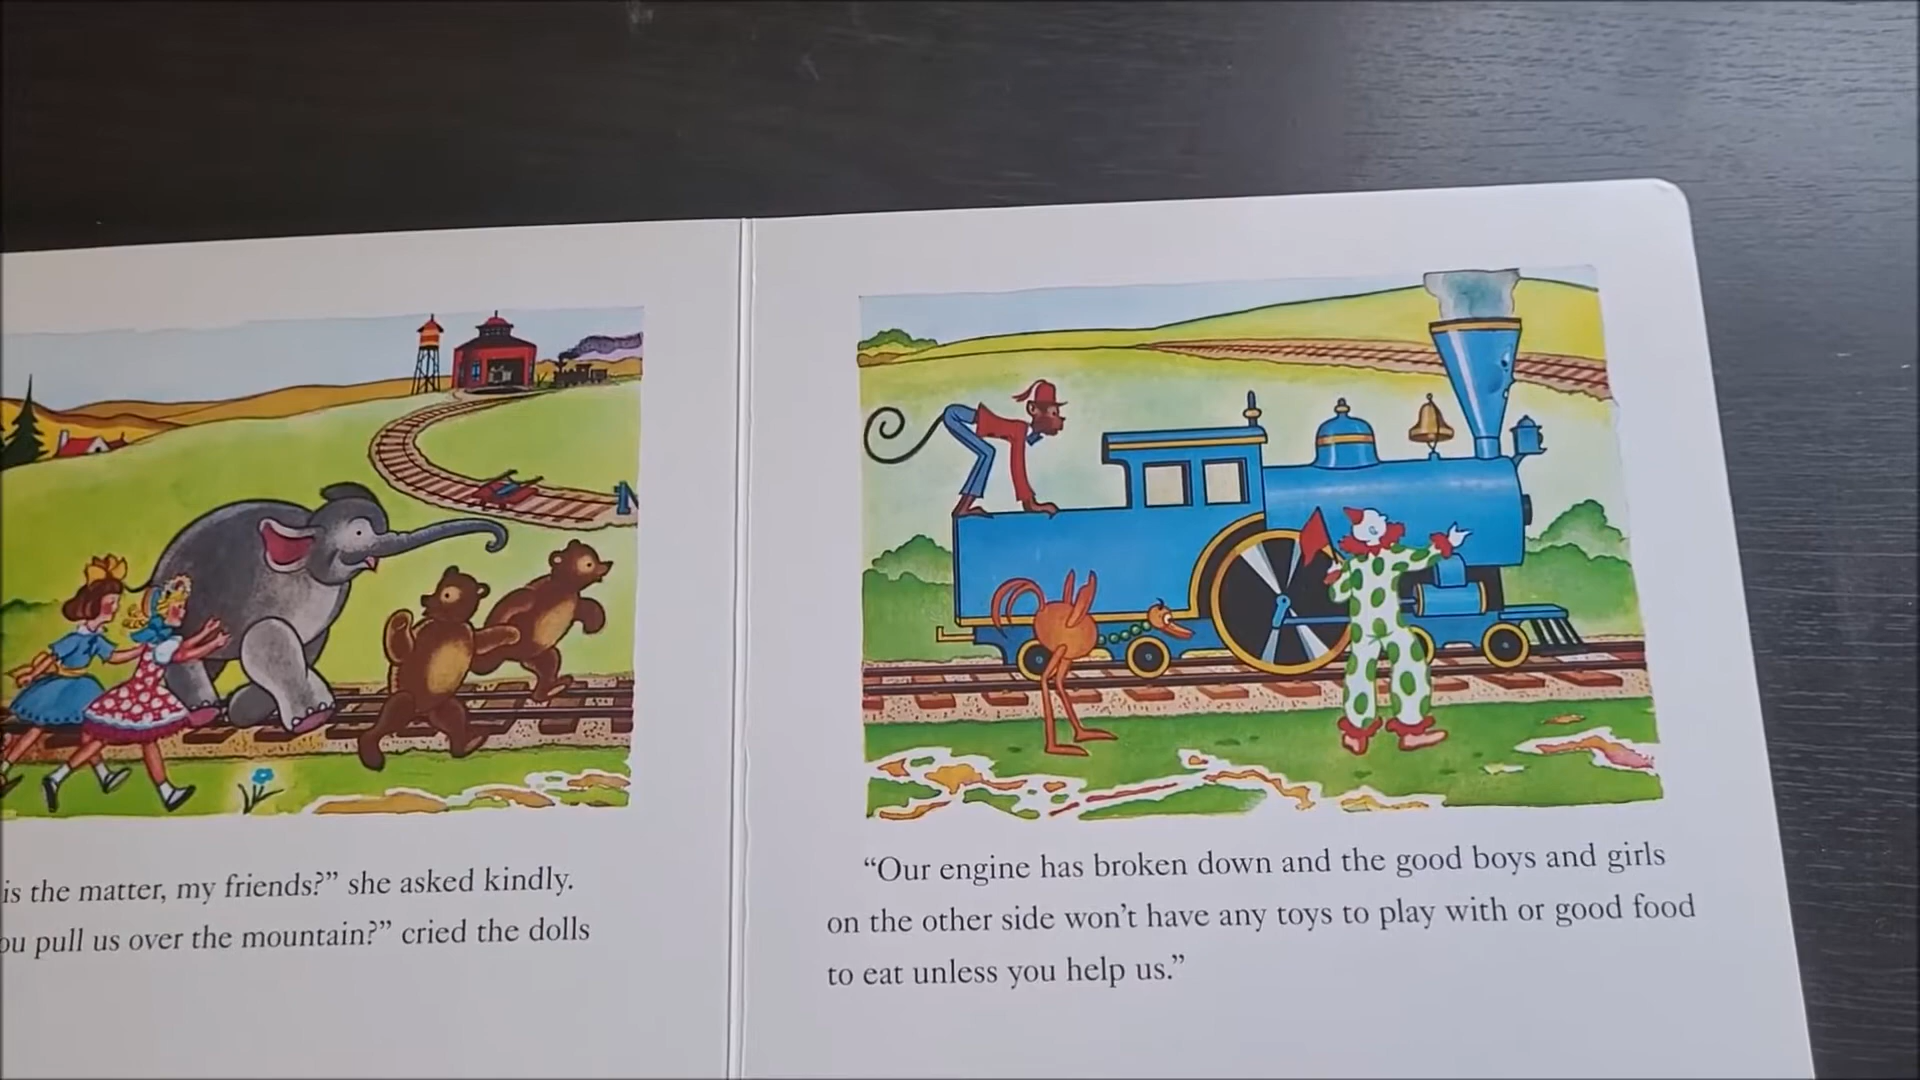 is the matter, my friends?” she asked kindly.
ou pull us over the mountain?” cried the dolls
“Our engine has broken down and the good boys and girls
on the other side won’t have any toys to play with or good food
to eat unless you help us.”